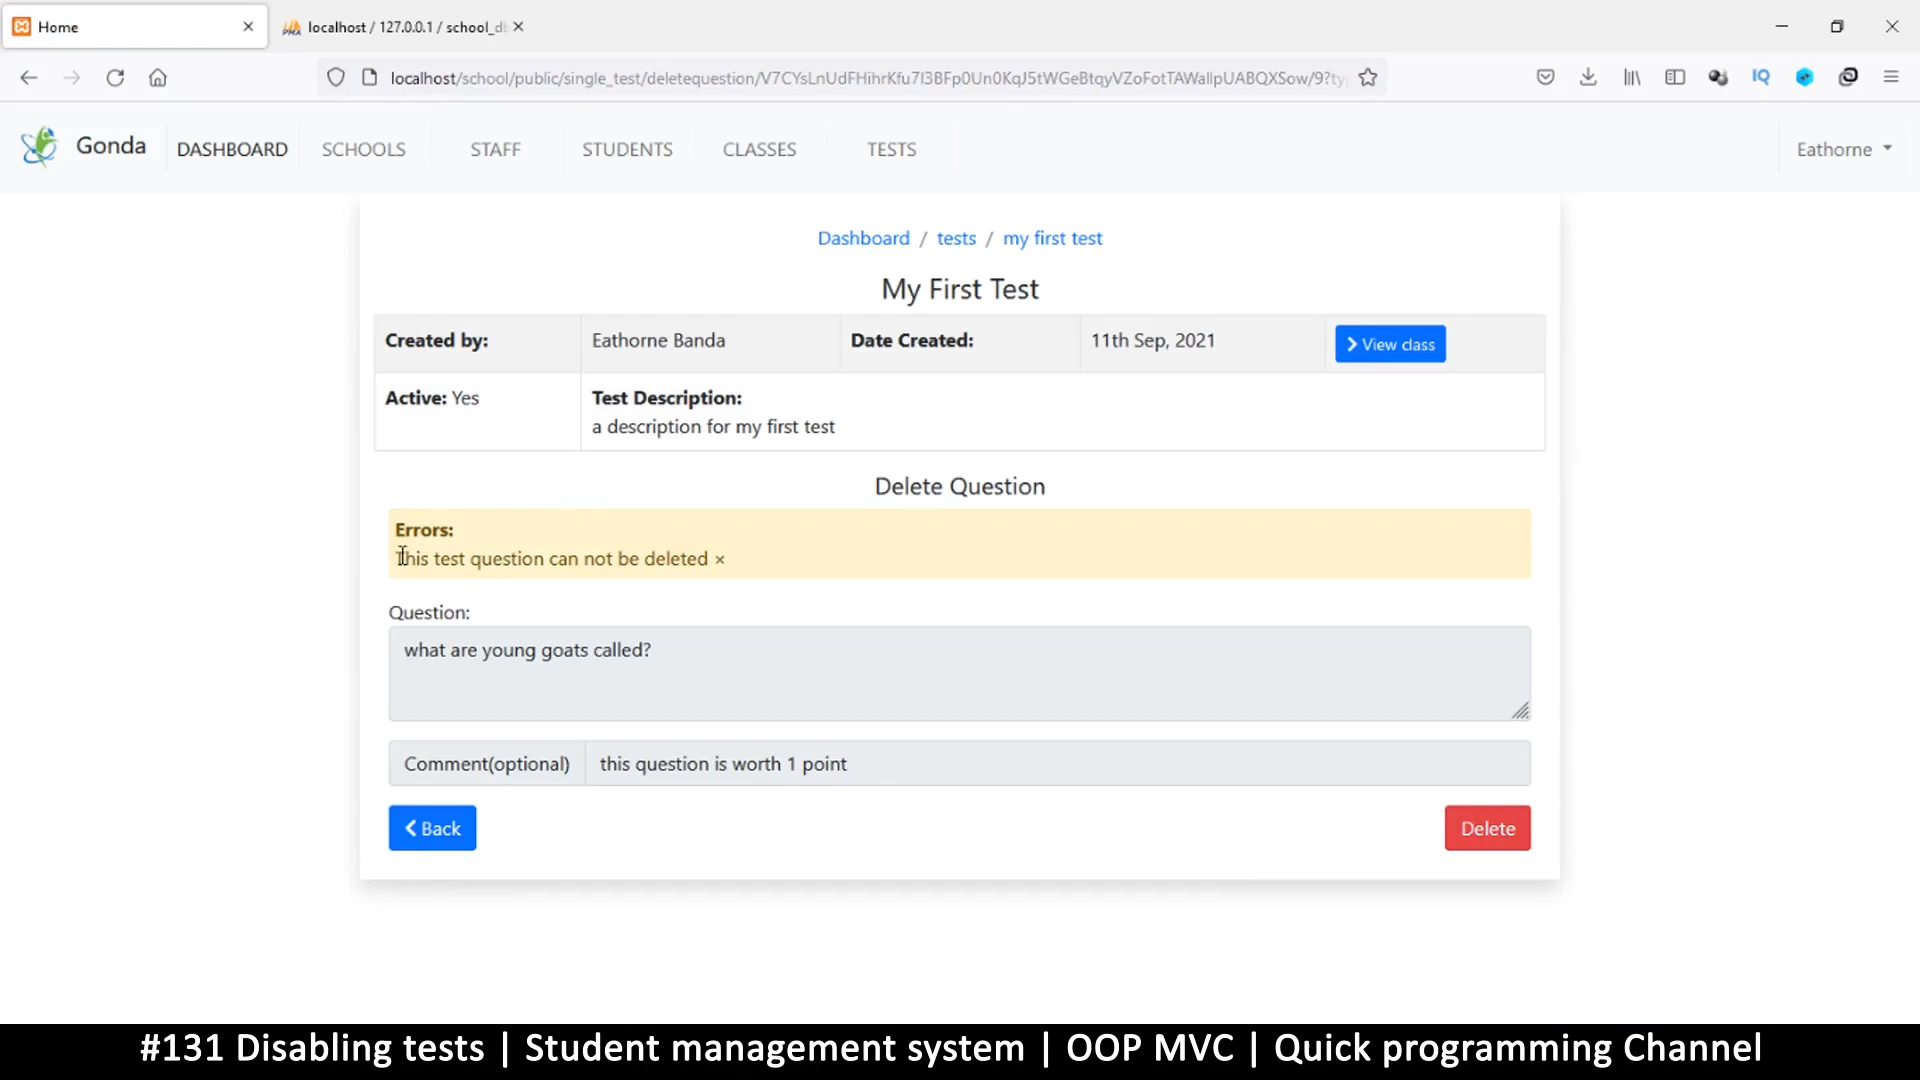 Home
localhost / 127.0.0.1 / school_db
localhost/school/public/single_test/deletequestion/V7CYsLnUdFHihrKfu7I3BFp0Un0KqJ5tWGeBtqyVZoFotTAWallpUABQXSow/9?ty
IQ
Gonda DASHBOARD SCHOOLS STAFF STUDENTS CLASSES TESTS Eathorne
Dashboard / tests / my first test
My First Test
Created by: Eathorne Banda Date Created: 11th Sep, 2021 View class
Active: Yes Test Description:
a description for my first test
Delete Question
Errors:
This test question can not be deleted ×
Question:
what are young goats called?
Comment(optional) this question is worth 1 point
Back Delete
#131 Disabling tests | Student management system | OOP MVC | Quick programming Channel